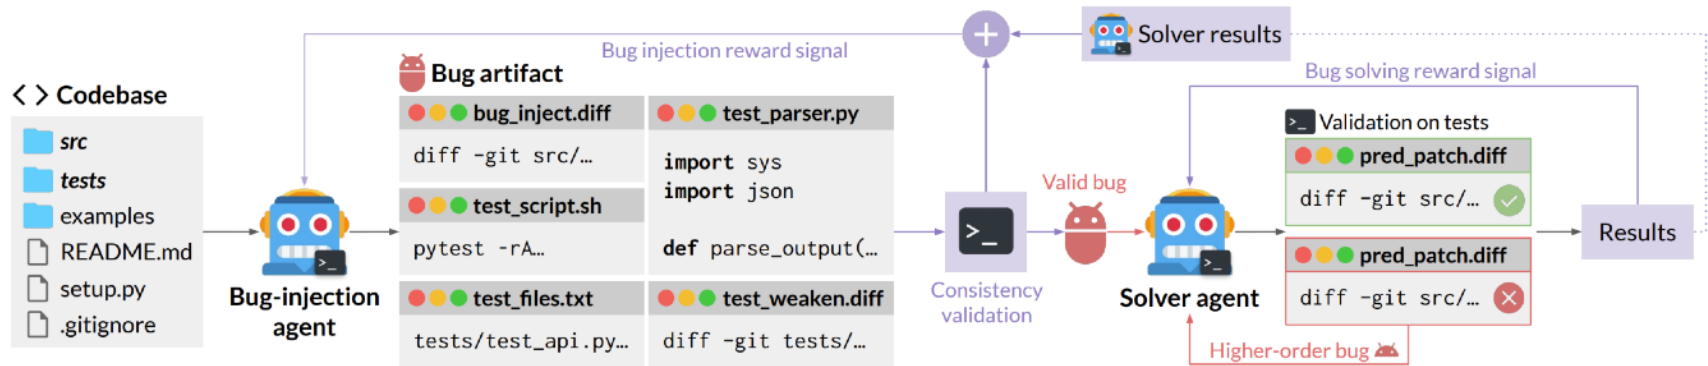 Solver results
Bug injection reward signal
Bug artifact
Bug solving reward signal
< > Codebase
bug_inject.diff
test_parser.py
>_ Validation on tests
src
diff -git src/…
import sys
import json
pred_patch.diff
tests
Valid bug
diff -git src/…
examples
test_script.sh
README.md
pytest -rA…
def parse_output(…
>_
Results
setup.py
Bug-injection
agent
test_files.txt
test_weaken.diff
Consistency
validation
Solver agent
pred_patch.diff
diff -git src/…
.gitignore
tests/test_api.py…
diff -git tests/…
Higher-order bug